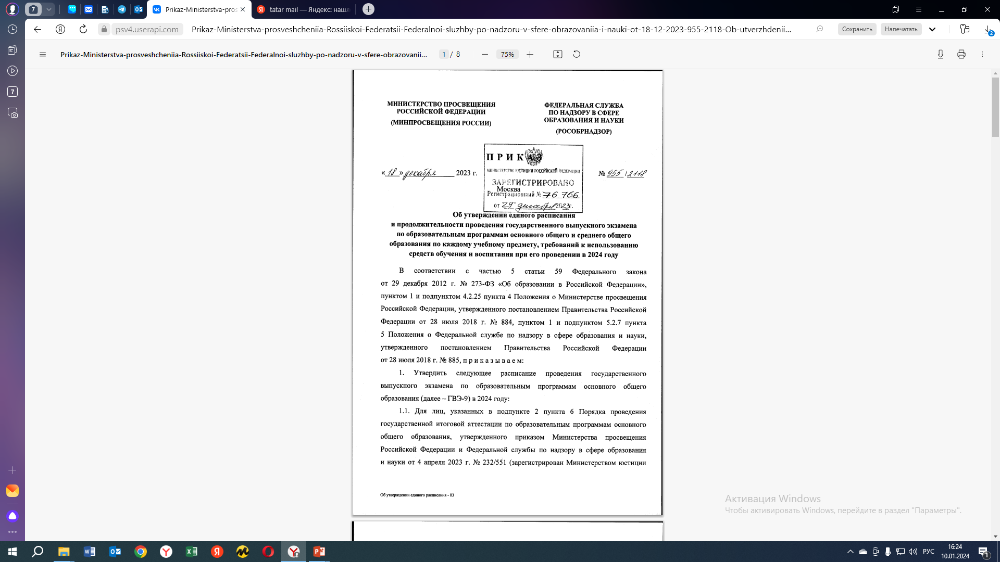 7
Prikaz-Ministerstva-pros
tatar mail — Яндекс: наш
psv4.userapi.com
Prikaz-Ministerstva-prosveshcheniia-Rossiiskoi-Federatsii-Federalnoi-sluzhby-po-nadzoru-v-sfere-obrazovaniia-i-nauki-ot-18-12-2023-955-2118-Ob-utverzhdenii...
Сохранить
Напечатать
2
Prikaz-Ministerstva-prosveshcheniia-Rossiiskoi-Federatsii-Federalnoi-sluzhby-po-nadzoru-v-sfere-obrazovanii...
1 / 8
75%
7
МИНИСТЕРСТВО ПРОСВЕЩЕНИЯ
РОССИЙСКОЙ ФЕДЕРАЦИИ
(МИНПРОСВЕЩЕНИЯ РОССИИ)
ФЕДЕРАЛЬНАЯ СЛУЖБА
ПО НАДЗОРУ В СФЕРЕ
ОБРАЗОВАНИЯ И НАУКИ
(РОСОБРНАДЗОР)
П Р И К А З
МИНИСТЕРСТВО ЮСТИЦИИ РОССИЙСКОЙ ФЕДЕРАЦИИ
«18» декабря 2023 г.
№ 955/2118
ЗАРЕГИСТРИРОВАНО
Москва
Регистрационный № 76 766
от "29" декабря 2023г.
Об утверждении единого расписания
и продолжительности проведения государственного выпускного экзамена
по образовательным программам основного общего и среднего общего
образования по каждому учебному предмету, требований к использованию
средств обучения и воспитания при его проведении в 2024 году
В соответствии с частью 5 статьи 59 Федерального закона
от 29 декабря 2012 г. № 273-ФЗ «Об образовании в Российской Федерации»,
пунктом 1 и подпунктом 4.2.25 пункта 4 Положения о Министерстве просвещения
Российской Федерации, утвержденного постановлением Правительства Российской
Федерации от 28 июля 2018 г. № 884, пунктом 1 и подпунктом 5.2.7 пункта
5 Положения о Федеральной службе по надзору в сфере образования и науки,
утвержденного постановлением Правительства Российской Федерации
от 28 июля 2018 г. № 885, п р и к а з ы в а е м:
1. Утвердить следующее расписание проведения государственного
выпускного экзамена по образовательным программам основного общего
образования (далее – ГВЭ-9) в 2024 году:
1.1. Для лиц, указанных в подпункте 2 пункта 6 Порядка проведения
государственной итоговой аттестации по образовательным программам основного
общего образования, утвержденного приказом Министерства просвещения
Российской Федерации и Федеральной службы по надзору в сфере образования
и науки от 4 апреля 2023 г. № 232/551 (зарегистрирован Министерством юстиции
Об утверждении единого расписания - 03
Активация Windows
Чтобы активировать Windows, перейдите в раздел "Параметры".
РУС
16:24
10.01.2024
1